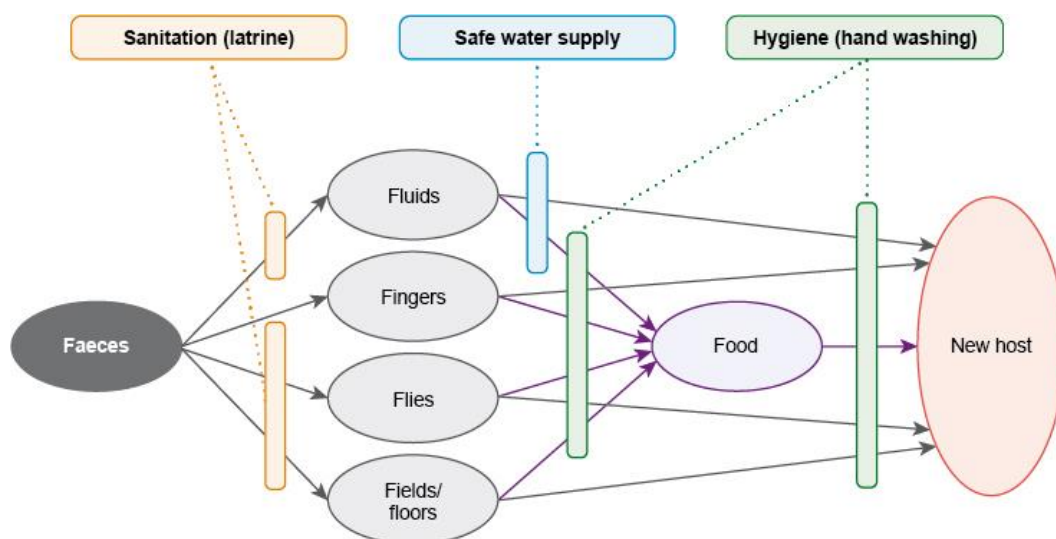 Sanitation (latrine)
Safe water supply
Hygiene (hand washing)
Fluids
Fingers
Faeces
Food
New host
Flies
Fields/
floors